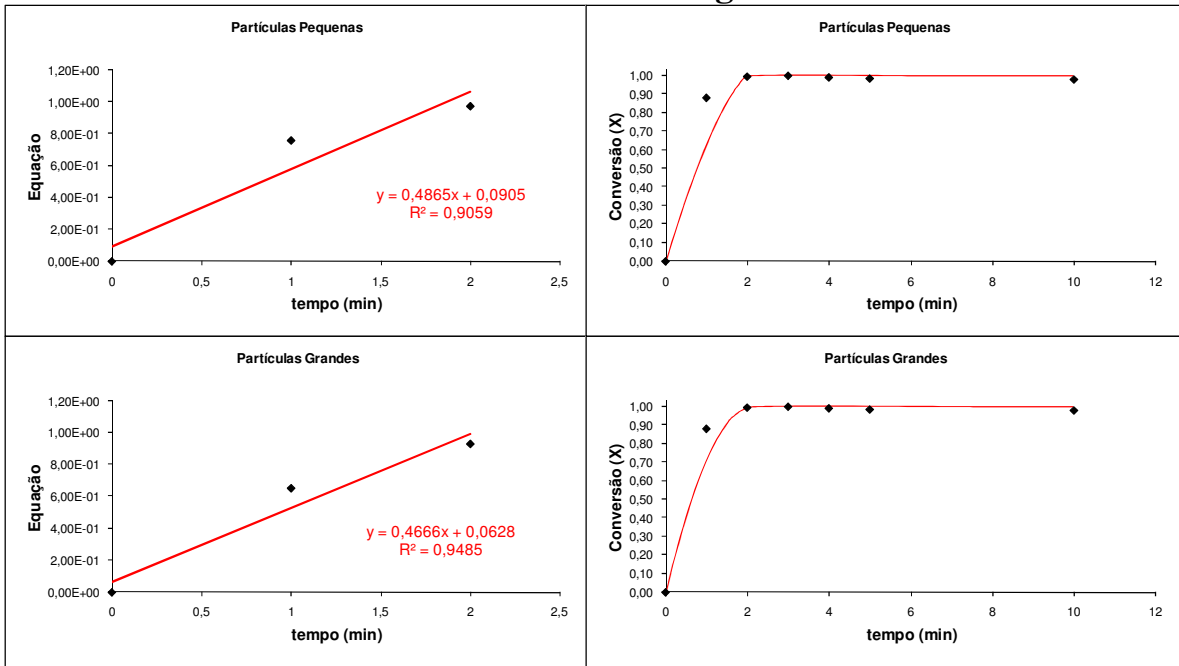 Partículas Pequenas
1,20E+00
1,00E+00
8,00E-01
6,00E-01
4,00E-01
2,00E-01
0,00E+00
Equação
y = 0,4865x + 0,0905
R² = 0,9059
0 0,5 1 1,5 2 2,5
tempo (min)
Partículas Pequenas
1,00
0,90
0,80
0,70
0,60
0,50
0,40
0,30
0,20
0,10
0,00
Conversão (X)
0 2 4 6 8 10 12
tempo (min)
Partículas Grandes
1,20E+00
1,00E+00
8,00E-01
6,00E-01
4,00E-01
2,00E-01
0,00E+00
Equação
y = 0,4666x + 0,0628
R² = 0,9485
0 0,5 1 1,5 2 2,5
tempo (min)
Partículas Grandes
1,00
0,90
0,80
0,70
0,60
0,50
0,40
0,30
0,20
0,10
0,00
Conversão (X)
0 2 4 6 8 10 12
tempo (min)